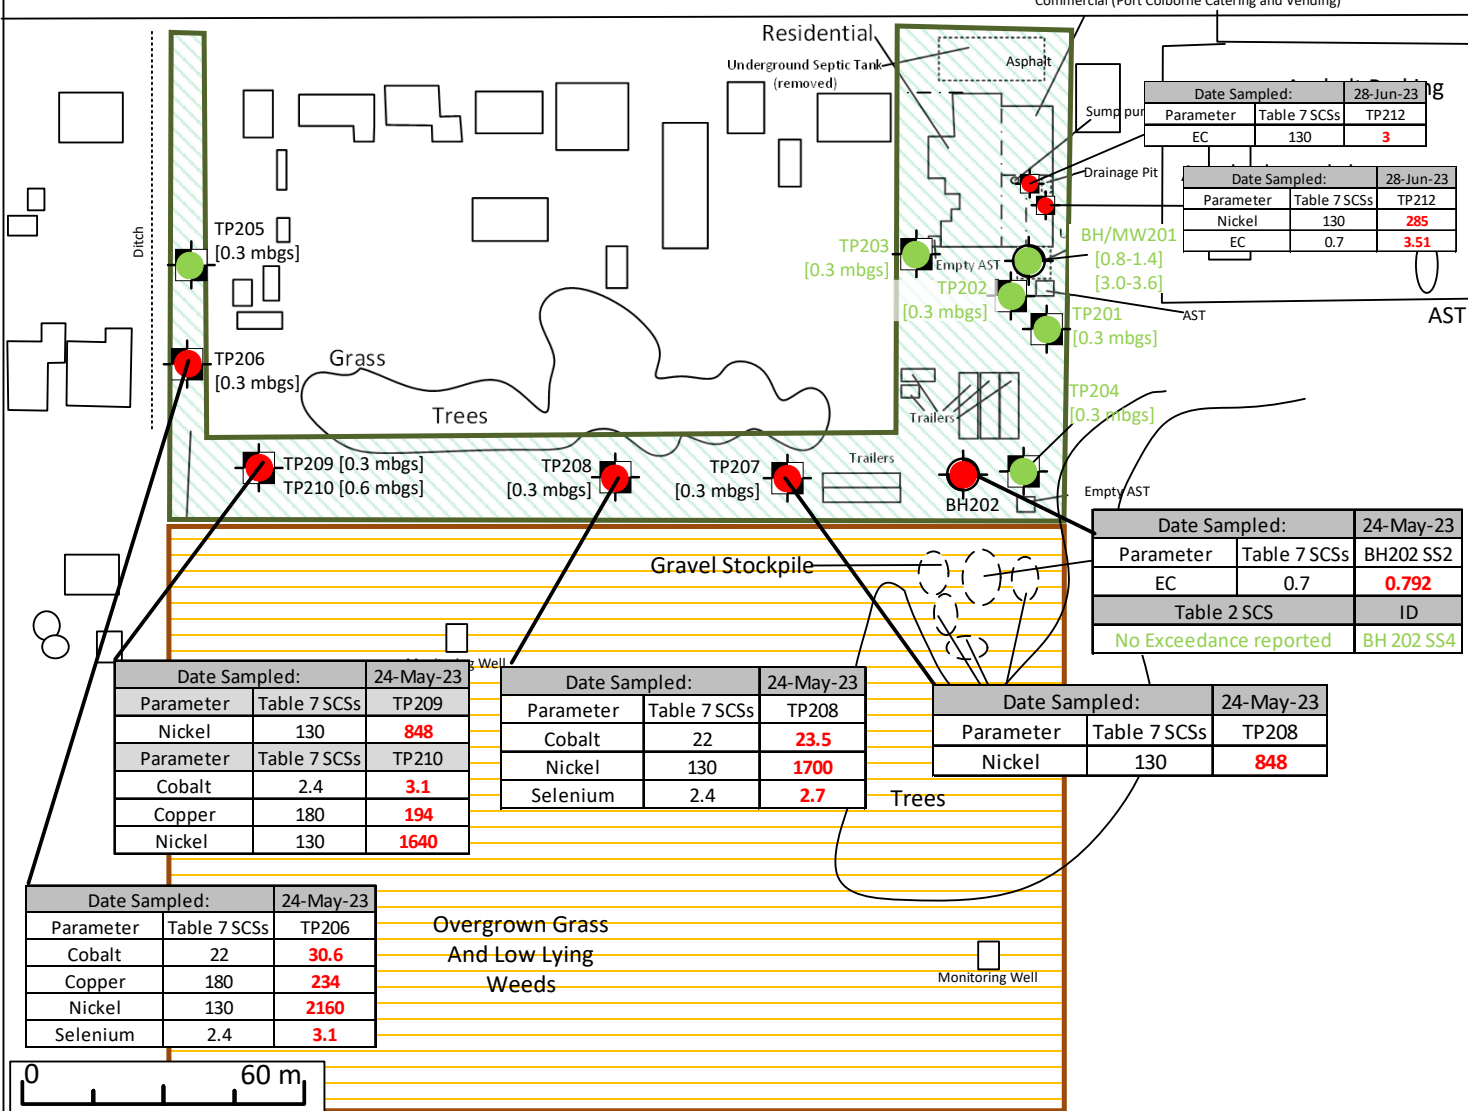 Commercial (Port Colborne Catering and Vending)
Residential
Underground Septic Tank
(removed)
Asphalt
Sump
Drainage Pit
Date Sampled: 28-Jun-23
Parameter Table 7 SCSs TP212
EC 130 3
Date Sampled: 28-Jun-23
Parameter Table 7 SCSs TP212
Nickel 130 285
EC 0.7 3.51
Ditch
TP205
[0.3 mbgs]
TP203
[0.3 mbgs]
Empty AST
BH/MW201
[0.8-1.4]
[3.0-3.6]
TP202
[0.3 mbgs]
TP201
[0.3 mbgs]
AST
AST
TP206
[0.3 mbgs]
Grass
Trees
TP204
[0.3 mbgs]
Trailers
TP209 [0.3 mbgs]
TP210 [0.6 mbgs]
TP208
[0.3 mbgs]
TP207
[0.3 mbgs]
Trailers
BH202
Empty AST
Gravel Stockpile
Date Sampled: 24-May-23
Parameter Table 7 SCSs BH202 SS2
EC 0.7 0.792
Table 2 SCS ID
No Exceedance reported BH 202 SS4
Well
Date Sampled: 24-May-23
Parameter Table 7 SCSs TP209
Nickel 130 848
Parameter Table 7 SCSs TP210
Cobalt 2.4 3.1
Copper 180 194
Nickel 130 1640
Date Sampled: 24-May-23
Parameter Table 7 SCSs TP208
Cobalt 22 23.5
Nickel 130 1700
Selenium 2.4 2.7
Date Sampled: 24-May-23
Parameter Table 7 SCSs TP208
Nickel 130 848
Trees
Date Sampled: 24-May-23
Parameter Table 7 SCSs TP206
Cobalt 22 30.6
Copper 180 234
Nickel 130 2160
Selenium 2.4 3.1
Overgrown Grass
And Low Lying
Weeds
Monitoring Well
0 60 m